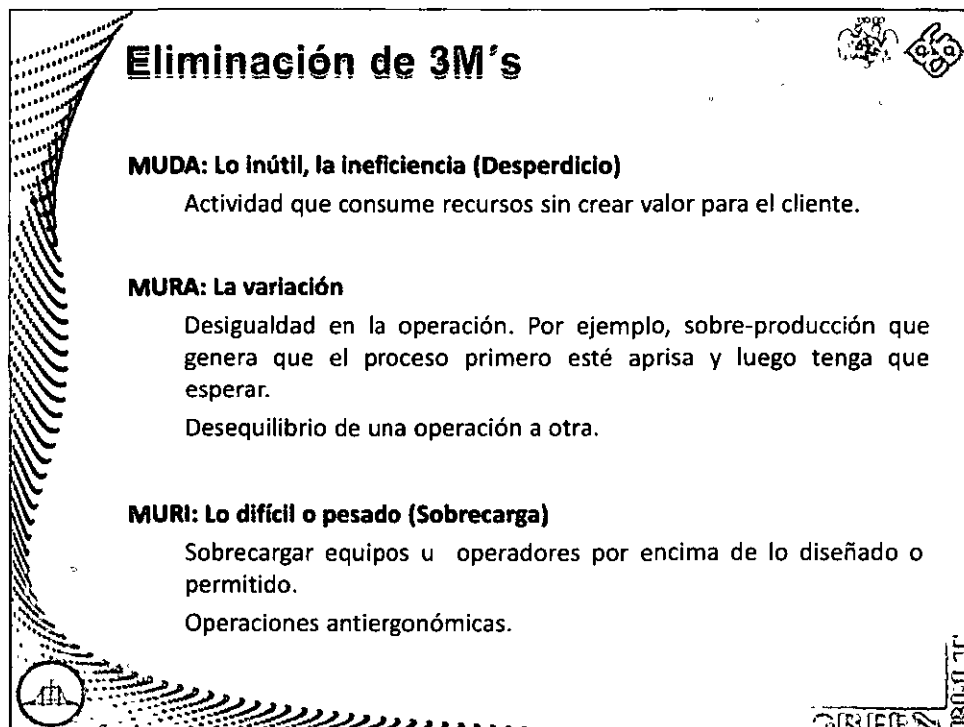 Eliminación de 3M´s
MUDA: Lo inútil, la ineficiencia (Desperdicio)
Actividad que consume recursos sin crear valor para el cliente.
MURA: La variación
Desigualdad en la operación. Por ejemplo, sobre-producción que
genera que el proceso primero esté aprisa y luego tenga que
esperar.
Desequilibrio de una operación a otra.
MURI: Lo difícil o pesado (Sobrecarga)
Sobrecargar equipos u operadores por encima de lo diseñado o
permitido.
Operaciones antiergonómicas.